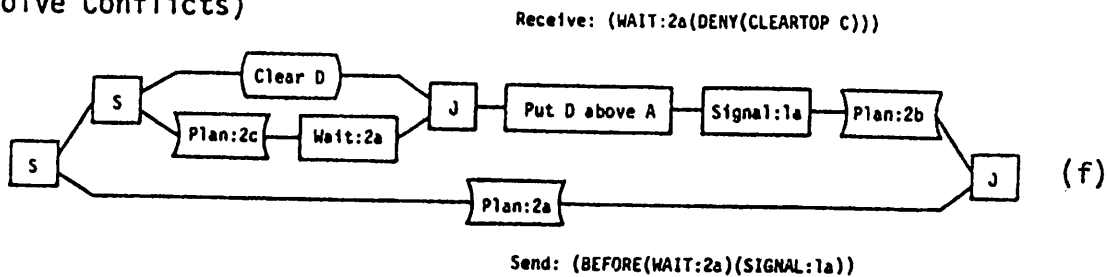 olve Conflicts)
Receive: (WAIT:2a(DENY(CLEARTOP C)))
Clear D
S
J
Put D above A
Signal:1a
Plan:2b
Plan:2c
Wait:2a
S
J
(f)
Plan:2a
Send: (BEFORE(WAIT:2a)(SIGNAL:1a))